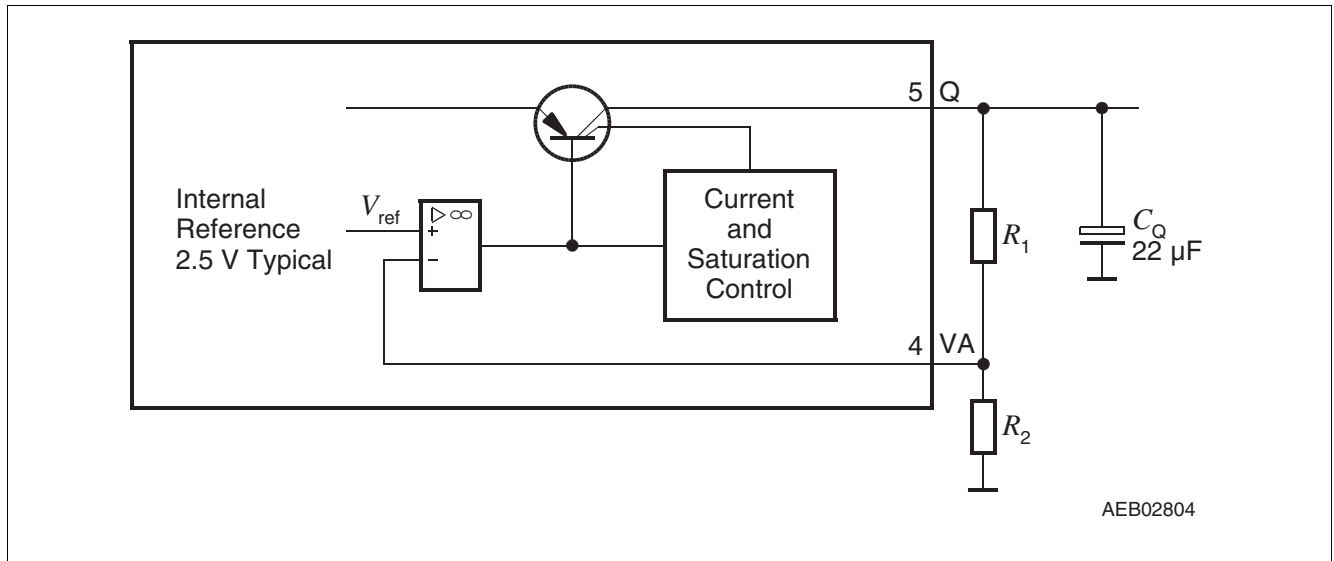 5 Q
Internal
Reference
2.5 V Typical
Vref
▷ ∞
+
−
Current
and
Saturation
Control
R1
CQ
22 µF
4 VA
R2
AEB02804